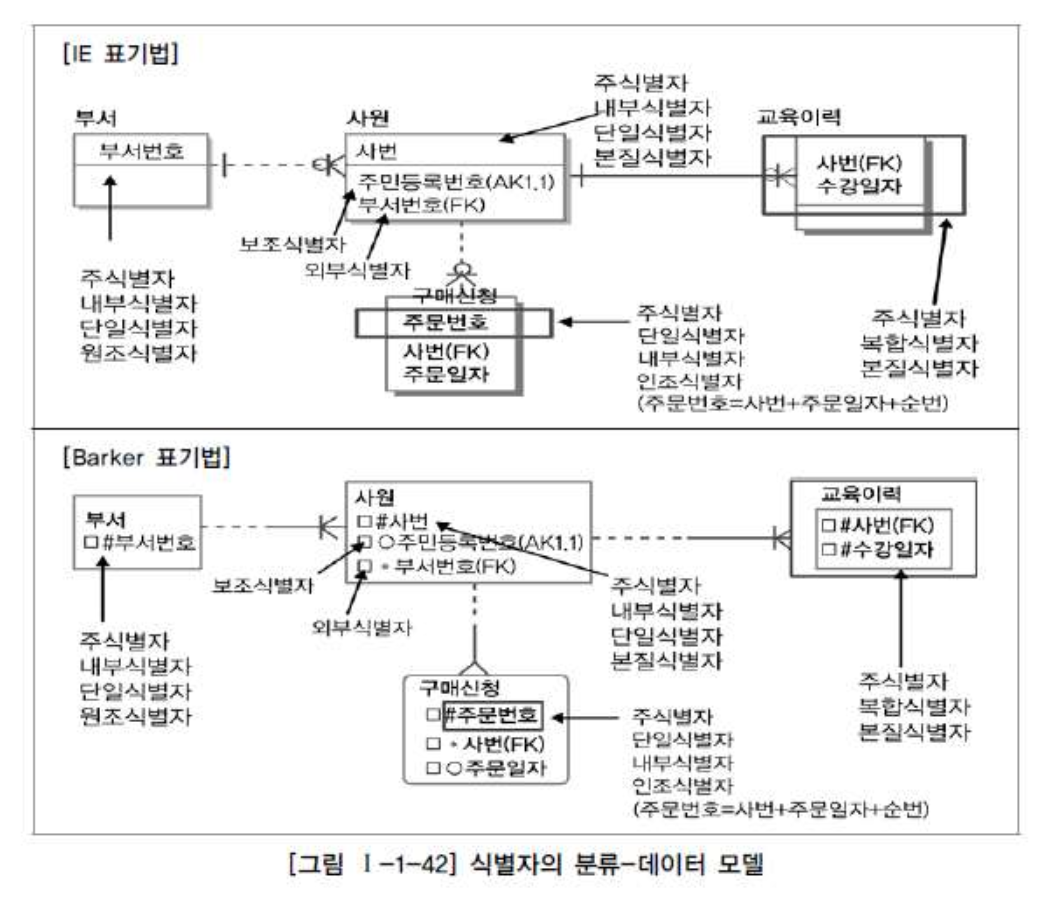 [IE 표기법]
부서
부서번호
주식별자
내부식별자
단일식별자
원조식별자
사원
사번
주민등록번호(AK1.1)
부서번호(FK)
보조식별자
외부식별자
주식별자
내부식별자
단일식별자
본질식별자
교육이력
사번(FK)
수강일자
주식별자
복합식별자
본질식별자
구매신청
주문번호
사번(FK)
주문일자
주식별자
단일식별자
내부식별자
인조식별자
(주문번호=사번+주문일자+순번)
[Barker 표기법]
부서
#부서번호
주식별자
내부식별자
단일식별자
원조식별자
사원
#사번
○주민등록번호(AK1.1)
* 부서번호(FK)
보조식별자
외부식별자
주식별자
내부식별자
단일식별자
본질식별자
교육이력
#사번(FK)
#수강일자
주식별자
복합식별자
본질식별자
구매신청
#주문번호
* 사번(FK)
○주문일자
주식별자
단일식별자
내부식별자
인조식별자
(주문번호=사번+주문일자+순번)
[그림 Ⅰ-1-42] 식별자의 분류-데이터 모델